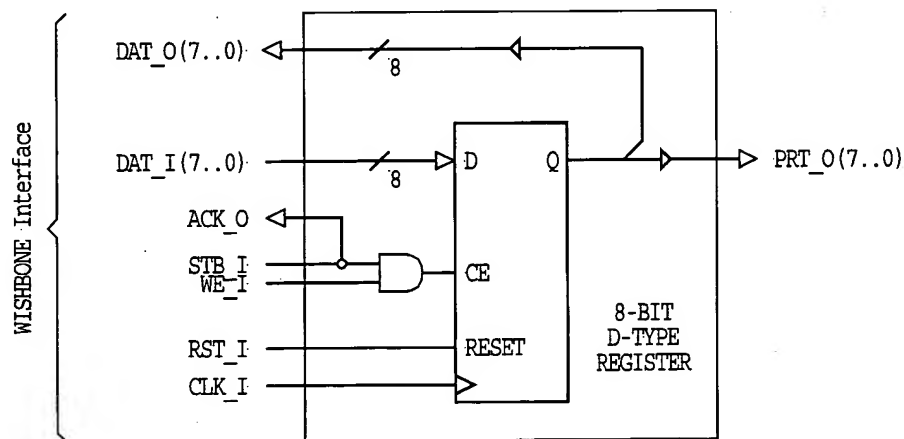 DAT_O(7..0)
8
DAT_I(7..0)
8
D
Q
PRT_O(7..0)
ACK_O
STB_I
WE_I
CE
RST_I
RESET
CLK_I
8-BIT
D-TYPE
REGISTER
WISHBONE Interface